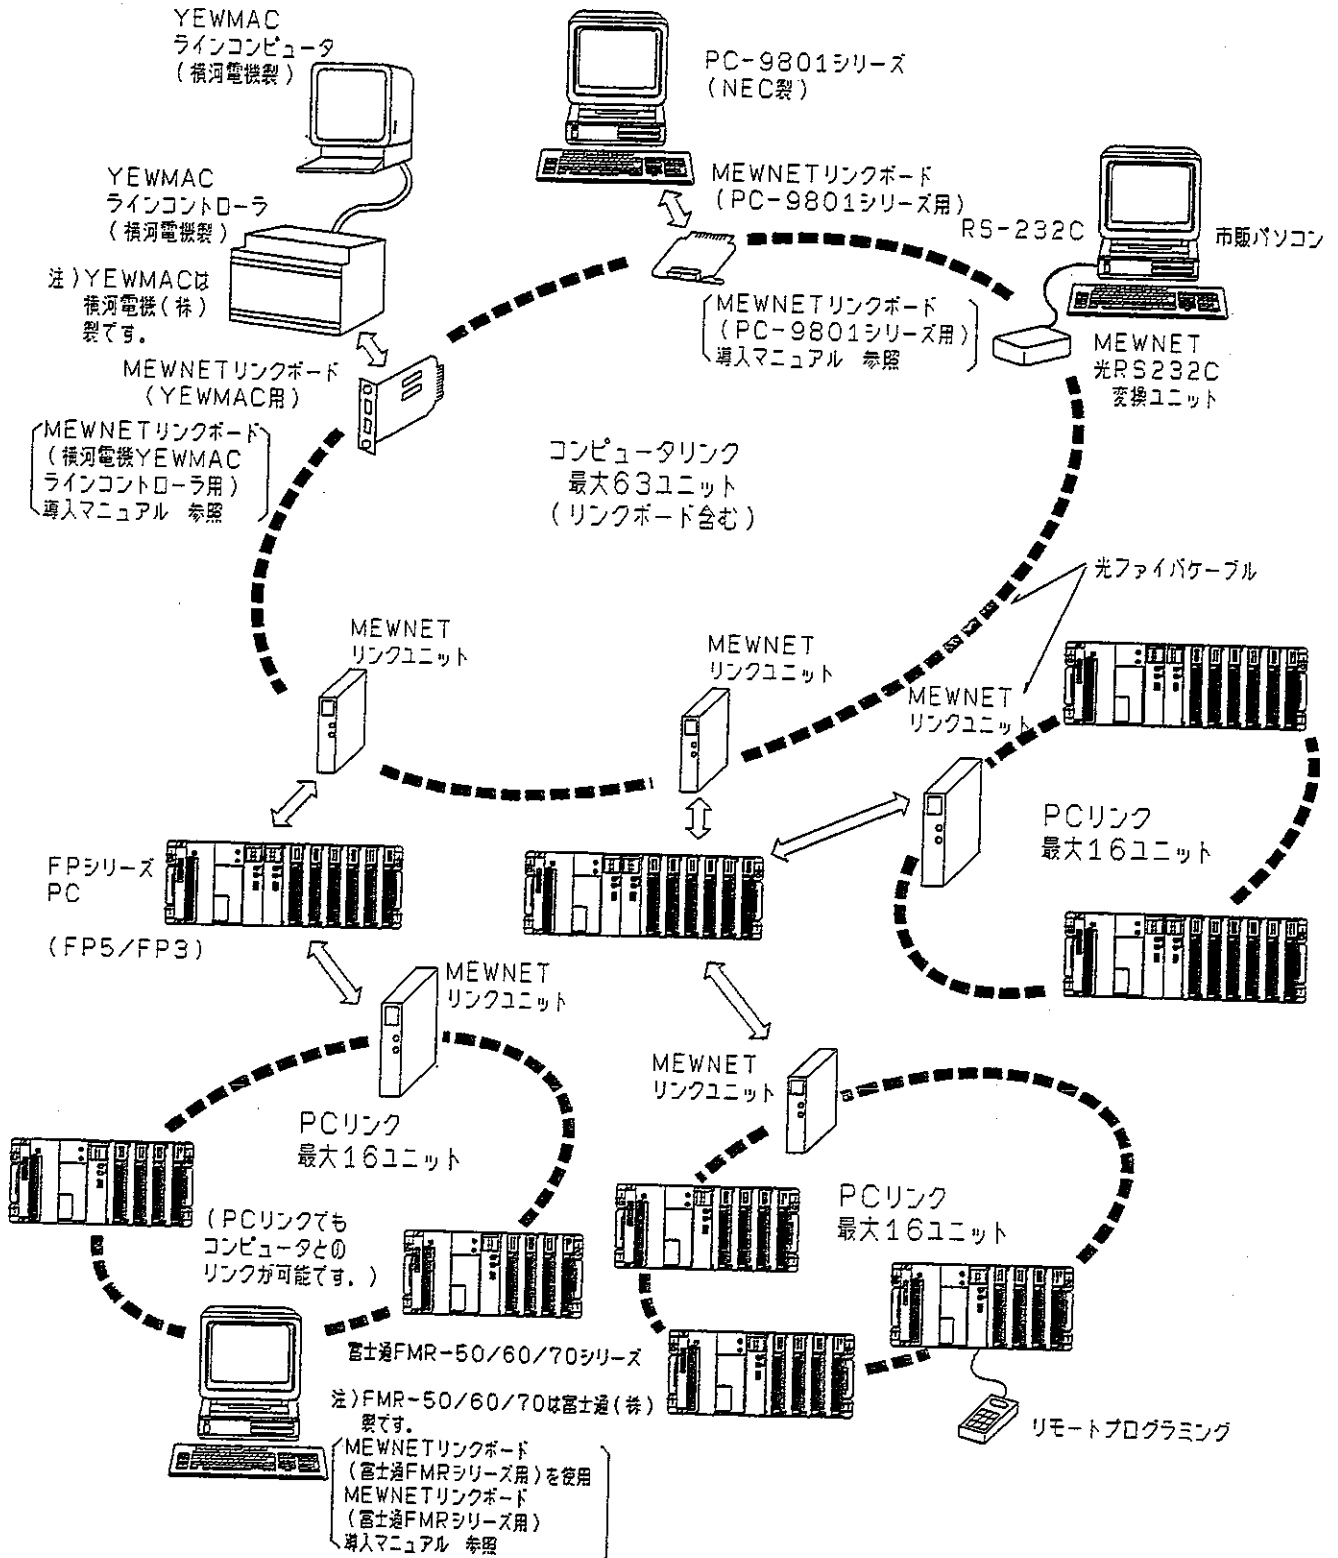 YEWMAC
ラインコンピュータ
(横河電機製)
PC-9801シリーズ
(NEC製)
YEWMAC
ラインコントローラ
(横河電機製)
MEWNETリンクボード
(PC-9801シリーズ用)
RS-232C
市販パソコン
注)YEWMACは
横河電機(株)
製です。
MEWNETリンクボード
(PC-9801シリーズ用)
導入マニュアル 参照
MEWNET
光RS232C
変換ユニット
MEWNETリンクボード
(YEWMAC用)
MEWNETリンクボード
(横河電機YEWMAC
ラインコントローラ用)
導入マニュアル 参照
コンピュータリンク
最大63ユニット
(リンクボード含む)
光ファイバケーブル
MEWNET
リンクユニット
MEWNET
リンクユニット
MEWNET
リンクユニット
PCリンク
最大16ユニット
FPシリーズ
PC
(FP5/FP3)
MEWNET
リンクユニット
MEWNET
リンクユニット
PCリンク
最大16ユニット
PCリンク
最大16ユニット
(PCリンクでも
コンピュータとの
リンクが可能です.)
富士通FMR-50/60/70シリーズ
注)FMR-50/60/70は富士通(株)
製です.
MEWNETリンクボード
(富士通FMRシリーズ用)を使用
MEWNETリンクボード
(富士通FMRシリーズ用)
導入マニュアル 参照
リモートプログラミング